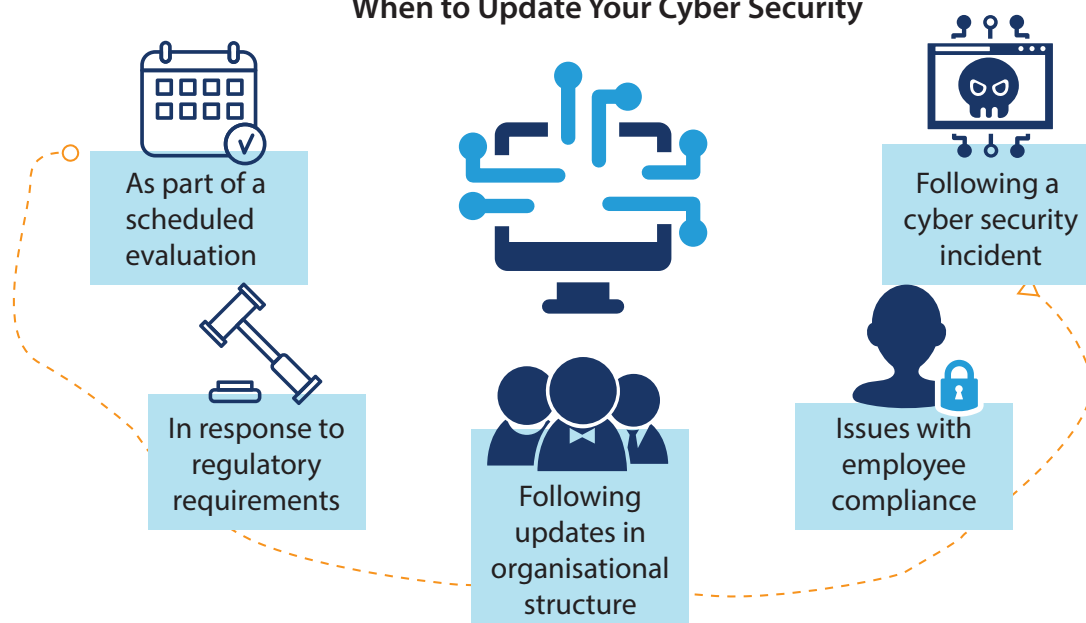 When to Update Your Cyber Security
As part of a
scheduled
evaluation
In response to
regulatory
requirements
Following
updates in
organisational
structure
Issues with
employee
compliance
Following a
cyber security
incident